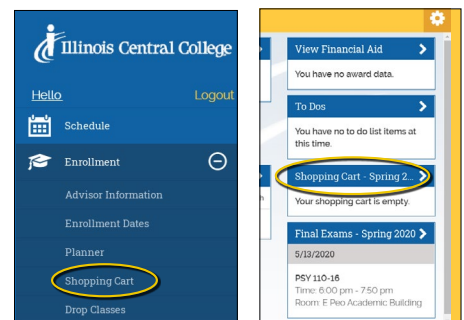 Illinois Central College
Hello
Logout
Schedule
Enrollment
Advisor Information
Enrollment Dates
Planner
Shopping Cart
Drop Classes
View Financial Aid
You have no award data.
To Dos
You have no to do list items at
this time.
Shopping Cart - Spring 2...
Your shopping cart is empty.
Final Exams - Spring 2020
5/13/2020
PSY 110-16
Time: 6:00 pm - 7:50 pm
Room: E Peo Academic Building